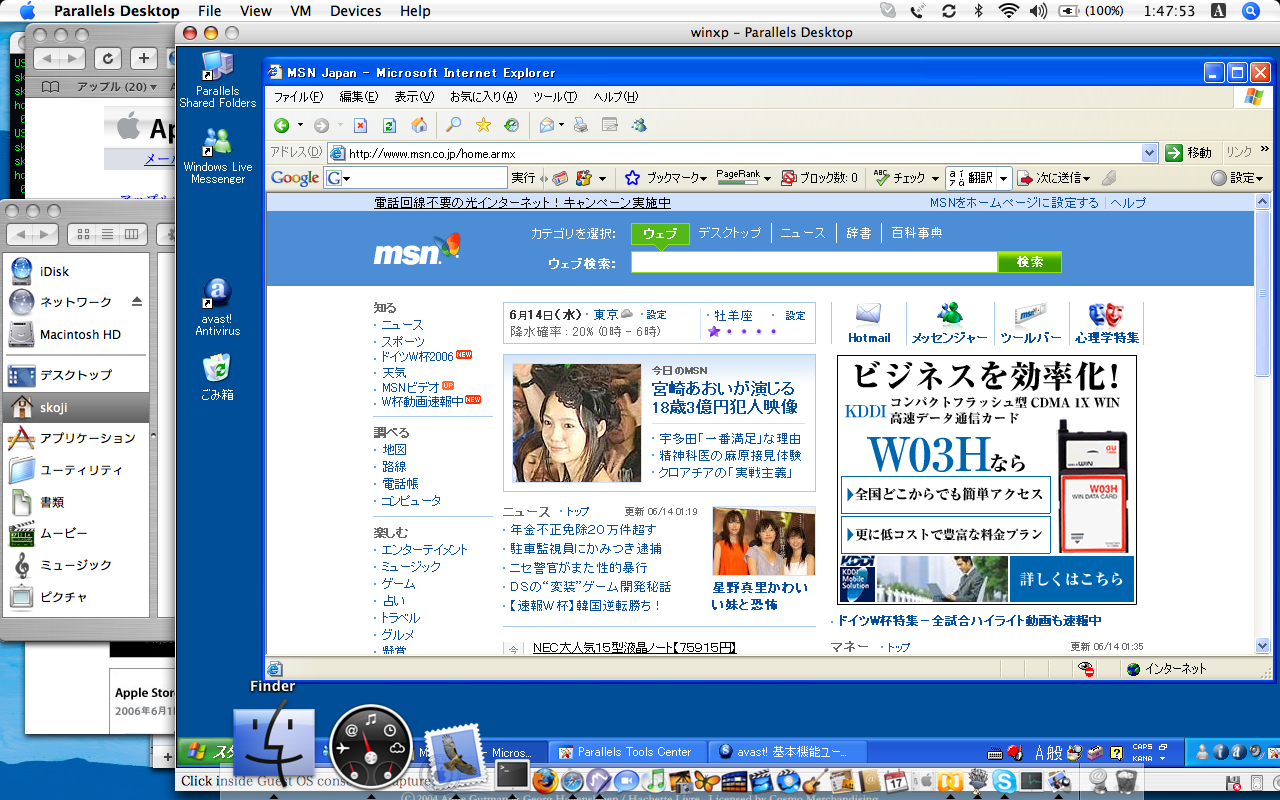 Parallels Desktop File View VM Devices Help
(100%) 1:47:53 A
winxp - Parallels Desktop
アップル (20)
メール
iDisk
ネットワーク
Macintosh HD
デスクトップ
skoji
アプリケーション
ユーティリティ
書類
ムービー
ミュージック
ピクチャ
Apple Store
Parallels
Shared Folders
Windows Live
Messenger
avast!
Antivirus
ごみ箱
MSN Japan - Microsoft Internet Explorer
ファイル(F) 編集(E) 表示(V) お気に入り(A) ツール(T) ヘルプ(H)
アドレス(D) http://www.msn.co.jp/home.armx 移動 リンク
Google 実行 ブックマーク PageRank ブロック数: 0 チェック 翻訳 次に送信 設定
電話回線不要の光インターネット！キャンペーン実施中 MSNをホームページに設定する ヘルプ
msn
カテゴリを選択: ウェブ デスクトップ ニュース 辞書 百科事典
ウェブ検索: 検索
知る
・ニュース
・スポーツ
・ドイツW杯2006 NEW
・天気
・MSNビデオ UP
・W杯動画速報中 NEW
調べる
・地図
・路線
・電話帳
・コンピュータ
楽しむ
・エンターテイメント
・ミュージック
・ゲーム
・占い
・トラベル
・グルメ
・懸賞
6月14日(水)・東京 ・設定
降水確率：20% (0時 - 6時)
・牡羊座 ・設定
今日のMSN
宮崎あおいが演じる
18歳3億円犯人映像
・宇多田「一番満足」な理由
・精神科医の麻原接見体験
・クロアチアの「実戦主義」
ニュース ・トップ 更新 06/14 01:19
・年金不正免除20万件超す
・駐車監視員にかみつき逮捕
・ニセ警官がまた性的暴行
・DSの“変装”ゲーム開発秘話
・【速報W杯】韓国逆転勝ち！
星野真里かわい
い妹と恐怖
今 NEC大人気15型液晶ノート【75915円】
Hotmail メッセンジャー ツールバー 心理学特集
ビジネスを効率化!
KDDI コンパクトフラッシュ型 CDMA 1X WIN
高速データ通信カード
W03Hなら
全国どこからでも簡単アクセス
更に低コストで豊富な料金プラン
au
W03H
WIN DATA CARD
KDDI
Mobile
Solution
詳しくはこちら
・ドイツW杯特集－全試合ハイライト動画も速報中
マネー ・トップ 更新 06/14 01:35
インターネット
Finder
Parallels Tools Center
avast! 基本機能ユー...
A 般
CAPS
KANA
Click inside Guest OS